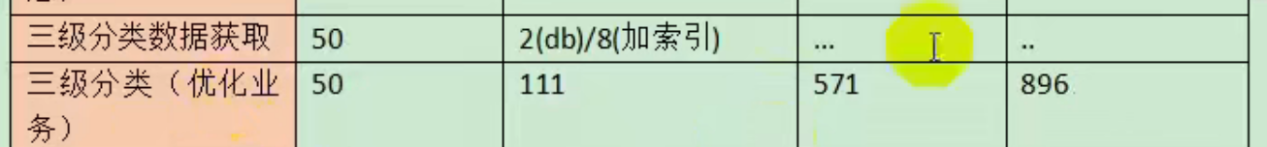 三级分类数据获取 50 2(db)/8(加索引) ... ..
三级分类（优化业 50 111 571 896
务）